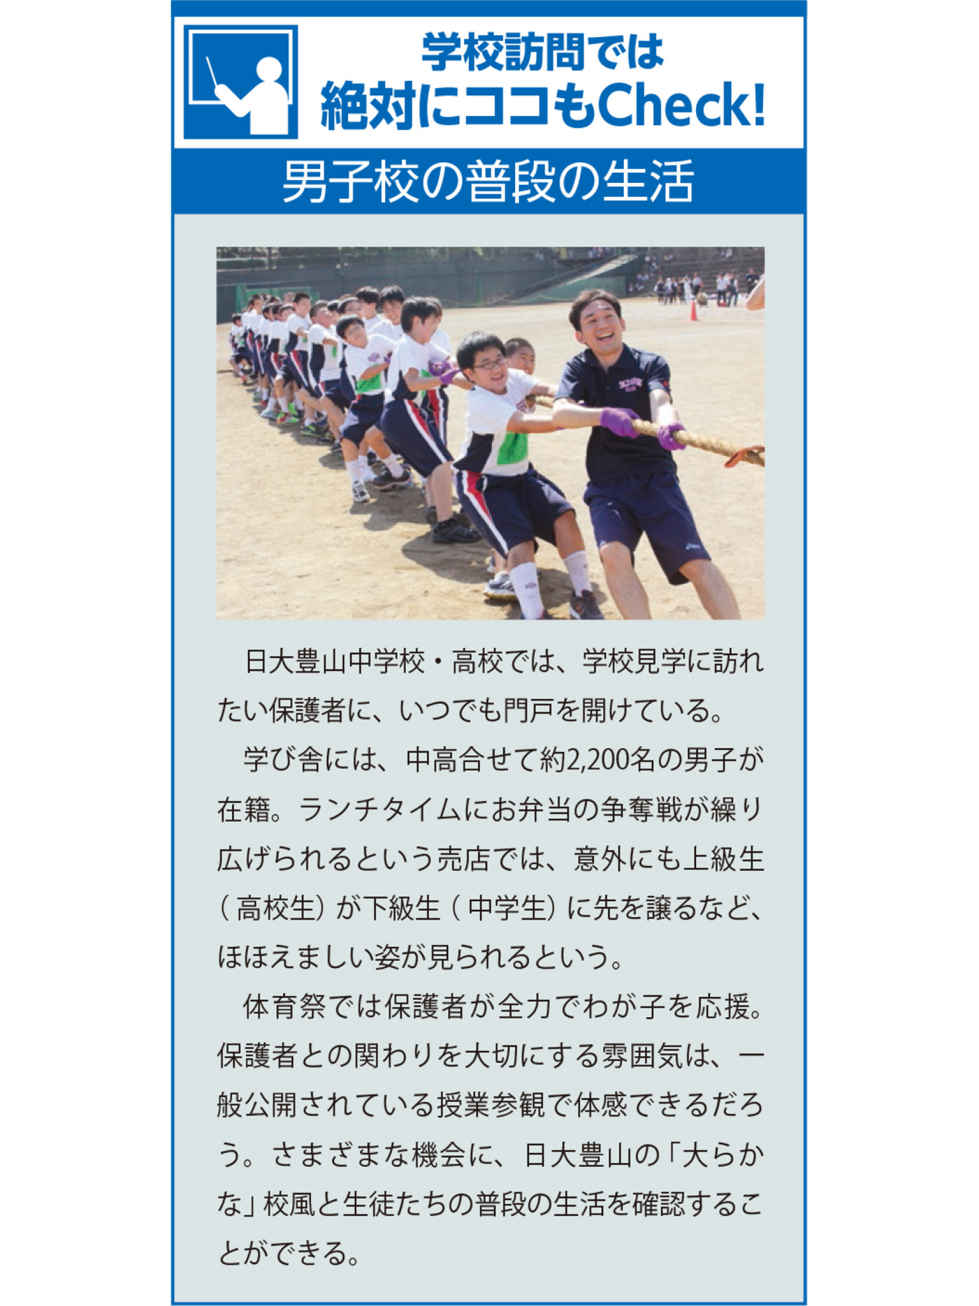 学校訪問では
絶対にココもCheck!
男子校の普段の生活
日大豊山中学校・高校では、学校見学に訪れ
たい保護者に、いつでも門戸を開けている。
学び舎には、中高合せて約2,200名の男子が
在籍。ランチタイムにお弁当の争奪戦が繰り
広げられるという売店では、意外にも上級生
（高校生）が下級生（中学生）に先を譲るなど、
ほほえましい姿が見られるという。
体育祭では保護者が全力でわが子を応援。
保護者との関わりを大切にする雰囲気は、一
般公開されている授業参観で体感できるだろ
う。さまざまな機会に、日大豊山の「大らか
な」校風と生徒たちの普段の生活を確認するこ
とができる。